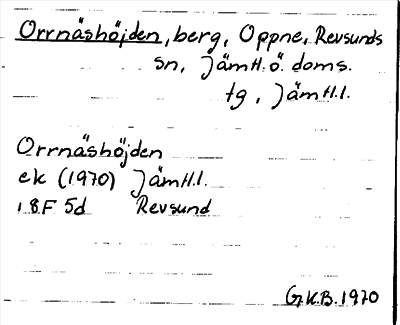 Orrnäshöjden, berg, Oppne, Revsunds
sn, Jämtl. ö. doms.
tg, Jämtl. l.
Orrnäshöjden
ek (1970) Jämtl. l.
18F 5d Revsund
G.K.B. 1970